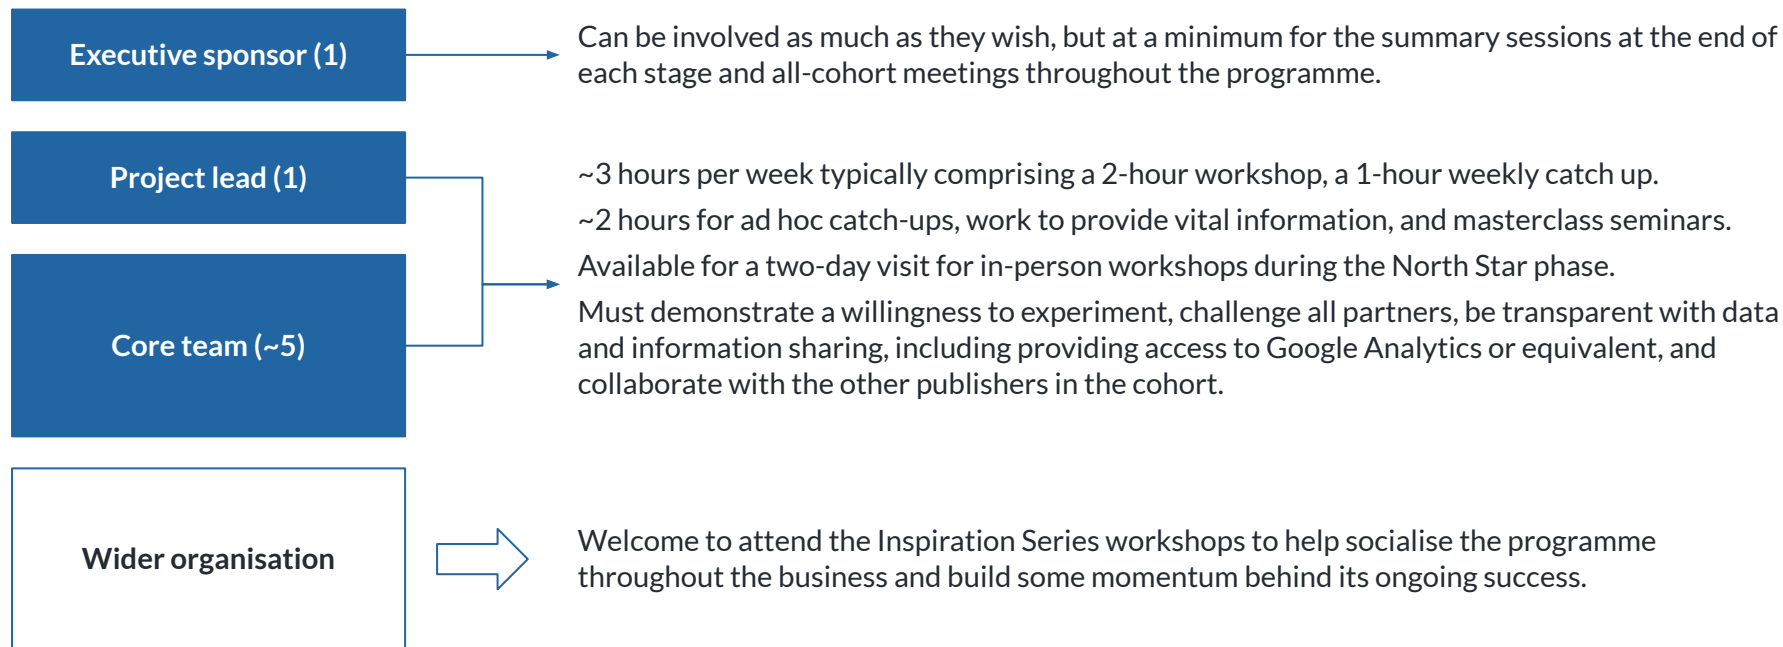 Executive sponsor (1)
Can be involved as much as they wish, but at a minimum for the summary sessions at the end of
each stage and all-cohort meetings throughout the programme.
Project lead (1)
~3 hours per week typically comprising a 2-hour workshop, a 1-hour weekly catch up.
~2 hours for ad hoc catch-ups, work to provide vital information, and masterclass seminars.
Available for a two-day visit for in-person workshops during the North Star phase.
Core team (~5)
Must demonstrate a willingness to experiment, challenge all partners, be transparent with data
and information sharing, including providing access to Google Analytics or equivalent, and
collaborate with the other publishers in the cohort.
Wider organisation
Welcome to attend the Inspiration Series workshops to help socialise the programme
throughout the business and build some momentum behind its ongoing success.